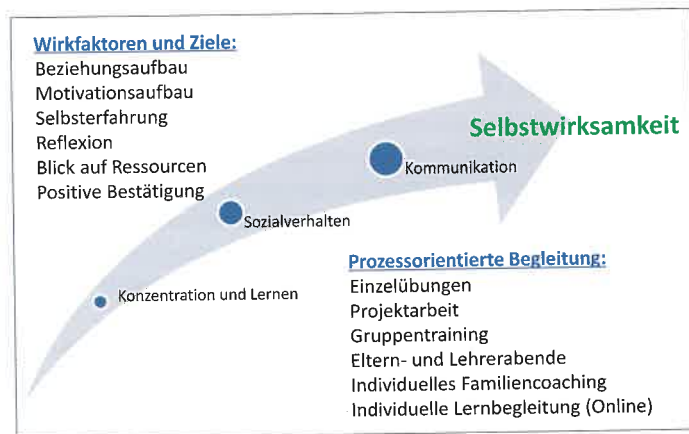 Wirkfaktoren und Ziele:
Beziehungsaufbau
Motivationsaufbau
Selbsterfahrung
Reflexion
Blick auf Ressourcen
Positive Bestätigung
Selbstwirksamkeit
Kommunikation
Sozialverhalten
Konzentration und Lernen
Prozessorientierte Begleitung:
Einzelübungen
Projektarbeit
Gruppentraining
Eltern- und Lehrerabende
Individuelles Familiencoaching
Individuelle Lernbegleitung (Online)